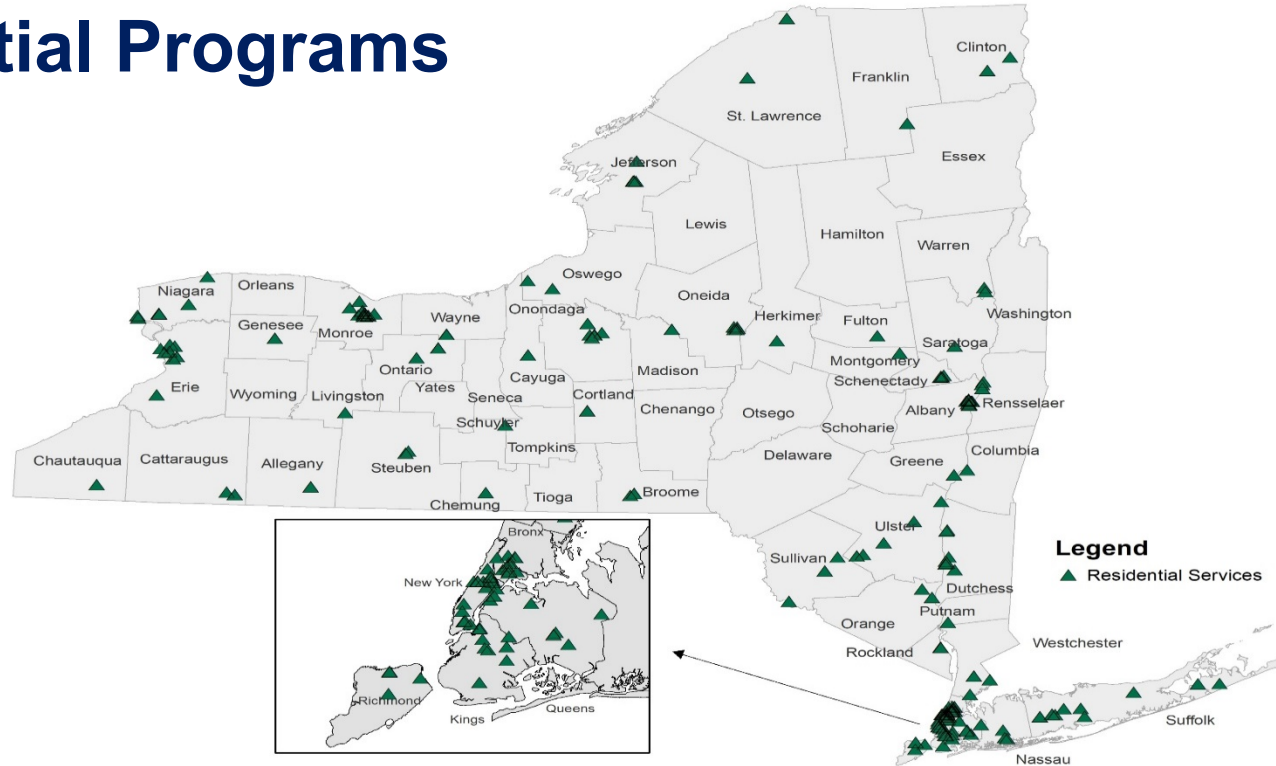 tial Programs
Clinton
Franklin
St. Lawrence
Essex
Jefferson
Lewis
Hamilton
Warren
Oswego
Oneida
Niagara
Orleans
Onondaga
Herkimer
Washington
Genesee
Monroe
Wayne
Fulton
Saratoga
Montgomery
Ontario
Cayuga
Madison
Schenectady
Erie
Wyoming
Livingston
Yates
Seneca
Cortland
Chenango
Otsego
Albany
Rensselaer
Schuyler
Schoharie
Tompkins
Delaware
Columbia
Chautauqua
Cattaraugus
Allegany
Steuben
Greene
Chemung
Tioga
Broome
Ulster
Sullivan
Legend
Residential Services
Dutchess
Putnam
Orange
Westchester
Rockland
Suffolk
Nassau
Bronx
New York
Richmond
Kings
Queens